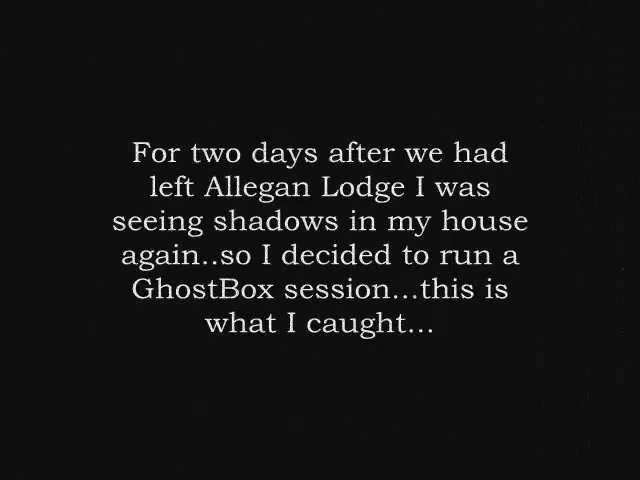 For two days after we had
left Allegan Lodge I was
seeing shadows in my house
again..so I decided to run a
GhostBox session...this is
what I caught...